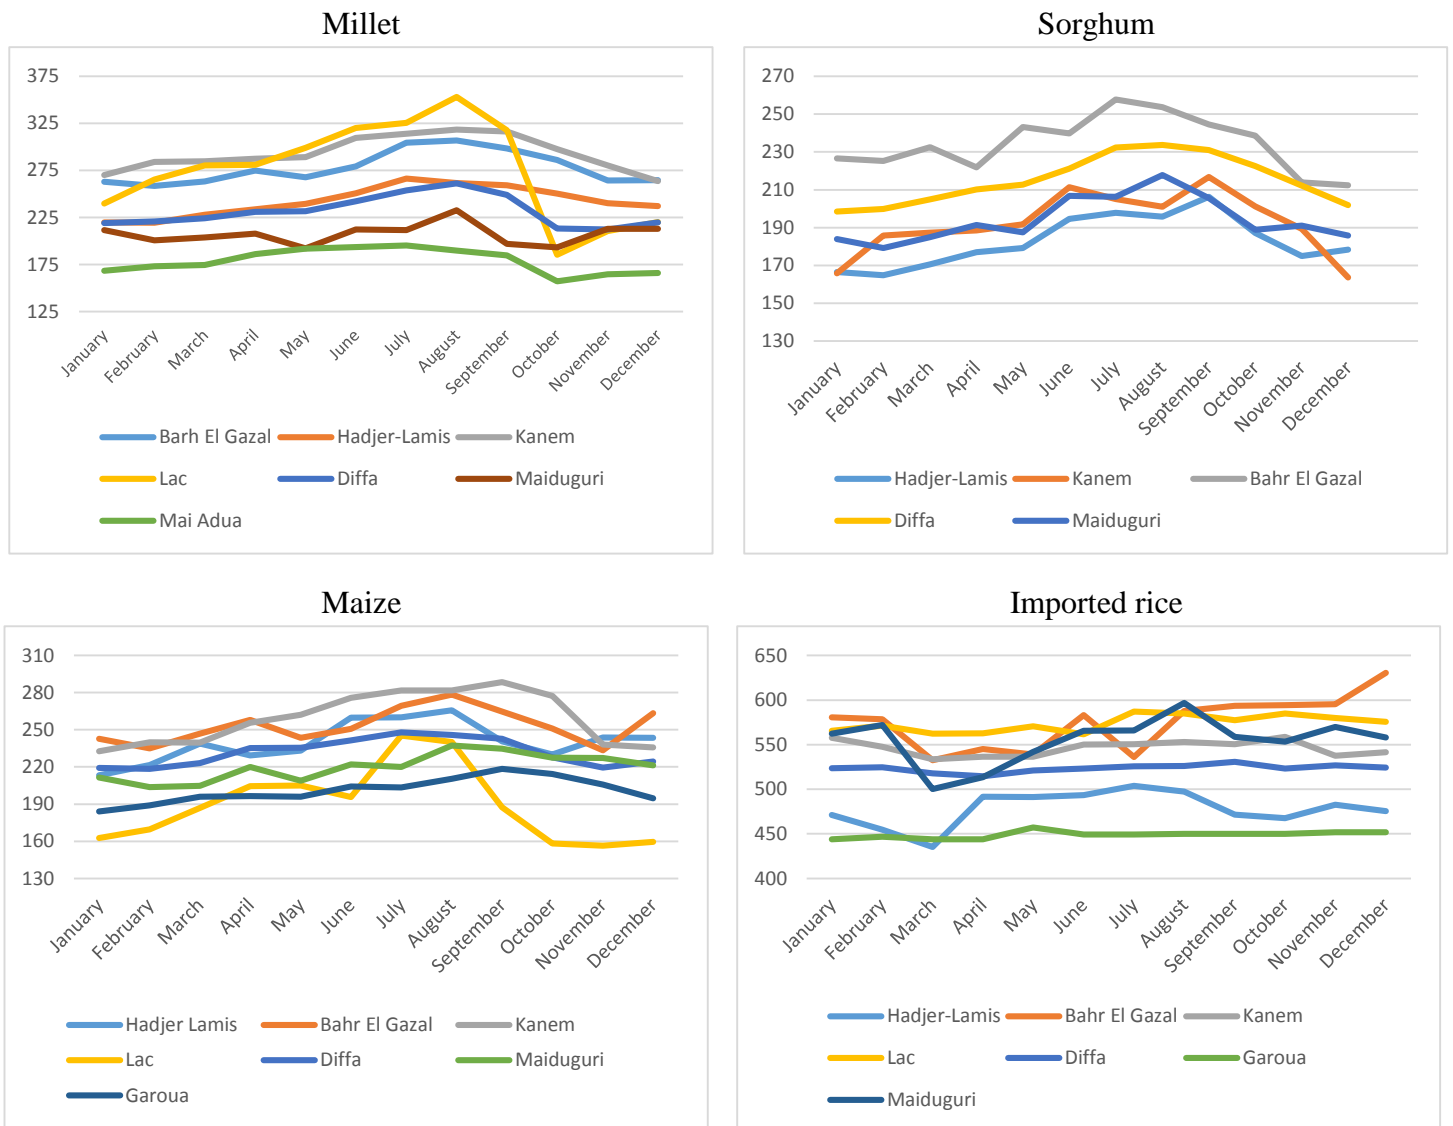 Millet
375
325
275
225
175
125
January
February
March
April
May
June
July
August
September
October
November
December
Barh El Gazal Hadjer-Lamis Kanem
Lac Diffa Maiduguri
Mai Adua
Sorghum
270
250
230
210
190
170
150
130
January
February
March
April
May
June
July
August
September
October
November
December
Hadjer-Lamis Kanem Bahr El Gazal
Diffa Maiduguri
Maize
310
280
250
220
190
160
130
January
February
March
April
May
June
July
August
September
October
November
December
Hadjer Lamis Bahr El Gazal Kanem
Lac Diffa Maiduguri
Garoua
Imported rice
650
600
550
500
450
400
January
February
March
April
May
June
July
August
September
October
November
December
Hadjer-Lamis Bahr El Gazal Kanem
Lac Diffa Garoua
Maiduguri